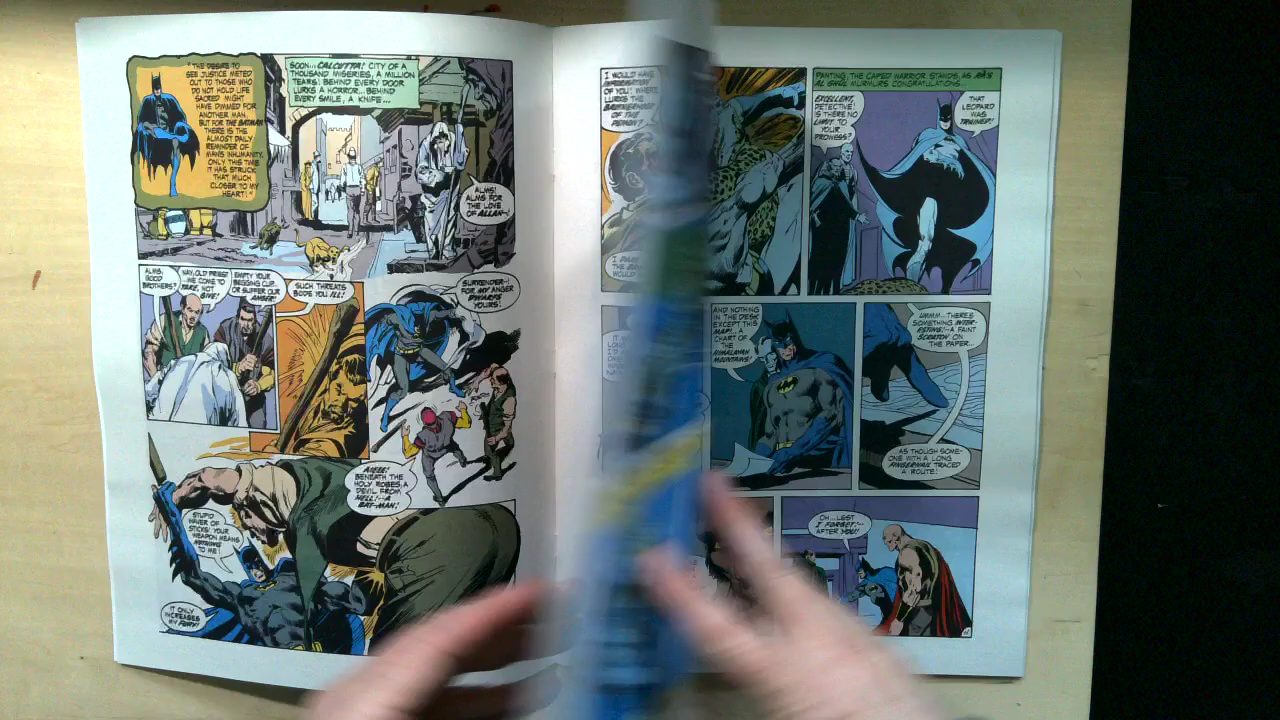 "THE DESIRE TO
SEE JUSTICE METED
OUT TO THOSE WHO
DO NOT HOLD LIFE
SACRED MIGHT
HAVE DIMMED FOR
ANOTHER MAN.
BUT FOR THE BATMAN
THERE IS THE
ALMOST DAILY
REMINDER OF
MAN'S INHUMANITY.
ONLY THIS TIME
IT HAS STRUCK
THAT MUCH
CLOSER TO MY
HEART!"
SOON...CALCUTTA! CITY OF A
THOUSAND MISERIES, A MILLION
TEARS! BEHIND EVERY DOOR
LURKS A HORROR...BEHIND
EVERY SMILE, A KNIFE...
ALMS!
ALMS FOR
THE LOVE
OF ALLAH--!
ALMS,
GOOD
BROTHERS?
NAY, OLD PRIEST
WE COME TO
TAKE, NOT
GIVE!
EMPTY YOUR
BEGGING CUP...
OR SUFFER OUR
ANGER!
SUCH THREATS
BODE YOU ILL!
SURRENDER--!
FOR MY ANGER
DWARFS
YOURS!
AIEEE!
BENEATH THE
HOLY ROBES, A
DEVIL FROM
HELL!--A
BAT-MAN!
STUPID
WAVER OF
STICKS! YOUR
WEAPON MEANS
NOTHING
TO ME!
IT ONLY
INCREASES
MY FURY!
I WOULD HAVE
OF YOU! WHERE
LURKS THE
PANTING, THE CAPED WARRIOR STANDS, AS RĀ'S
AL GHUL MURMURS CONGRATULATIONS...
EXCELLENT,
DETECTIVE!
IS THERE NO
LIMIT TO
YOUR
PROWESS?
THAT
LEOPARD
WAS
TRAINED!
AND NOTHING
IN THE DESK
EXCEPT THIS
MAP!.. A
CHART OF
THE
HIMALAYAN
MOUNTAINS!
UMMM...THERE'S
SOMETHING INTER-
ESTING!--A FAINT
SCRATCH ON
THE PAPER...
AS THOUGH SOME-
ONE WITH A LONG
FINGERNAIL TRACED
A ROUTE!
OH...LEST
I FORGET!--
AFTER YOU!